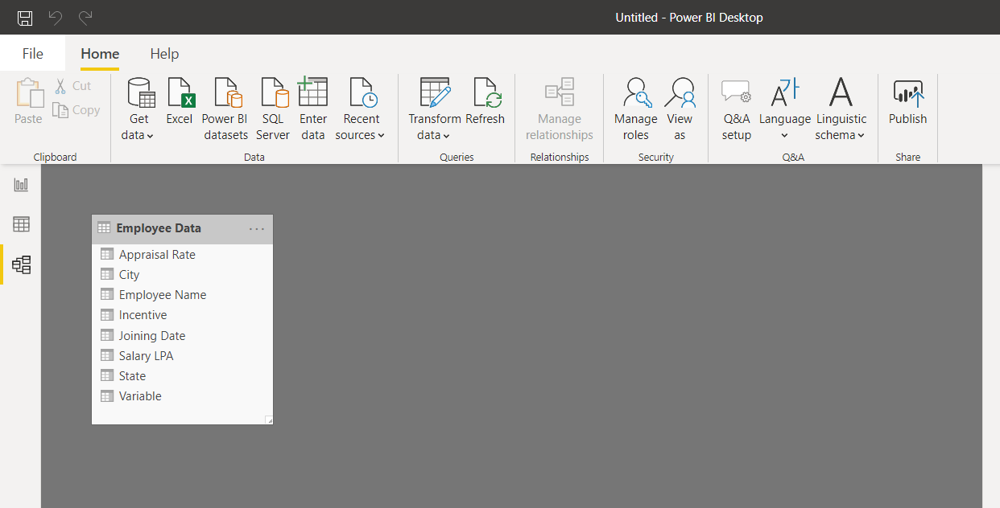 Untitled - Power BI Desktop
File Home Help
Paste Cut Copy
Get data Excel Power BI datasets SQL Server Enter data Recent sources
Transform data Refresh
Manage relationships
Manage roles View as
Q&A setup Language Linguistic schema
Publish
Clipboard Data Queries Relationships Security Q&A Share
Employee Data
Appraisal Rate
City
Employee Name
Incentive
Joining Date
Salary LPA
State
Variable